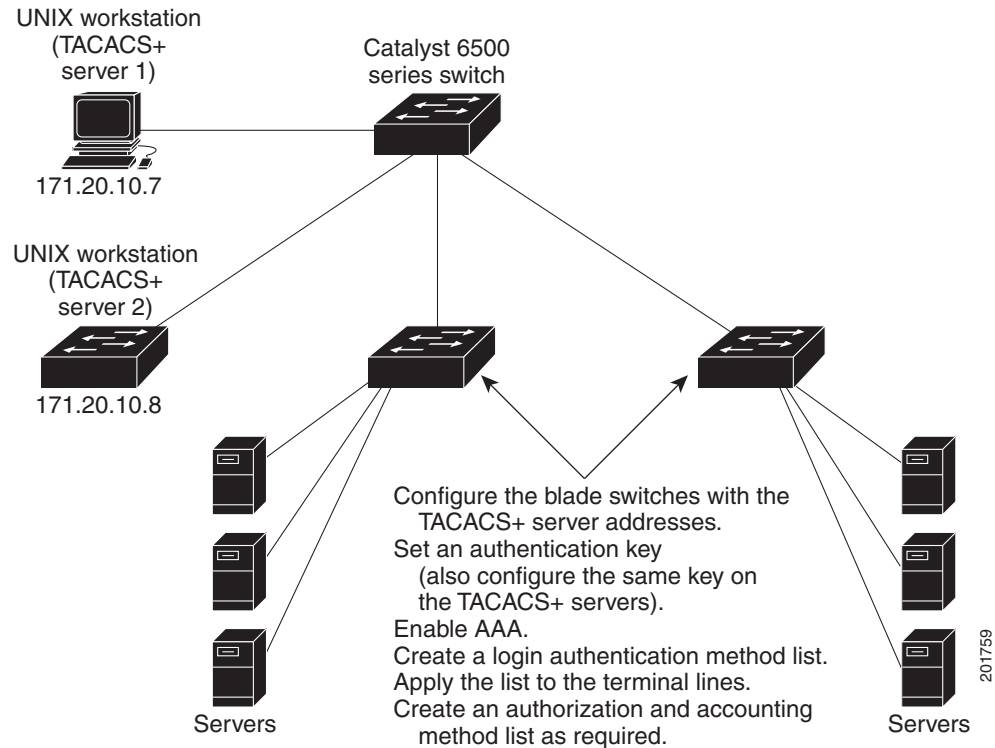 UNIX workstation
(TACACS+
server 1)
Catalyst 6500
series switch
171.20.10.7
UNIX workstation
(TACACS+
server 2)
171.20.10.8
Configure the blade switches with the
TACACS+ server addresses.
Set an authentication key
(also configure the same key on
the TACACS+ servers).
Enable AAA.
Create a login authentication method list.
Apply the list to the terminal lines.
Create an authorization and accounting
method list as required.
Servers
Servers
201759